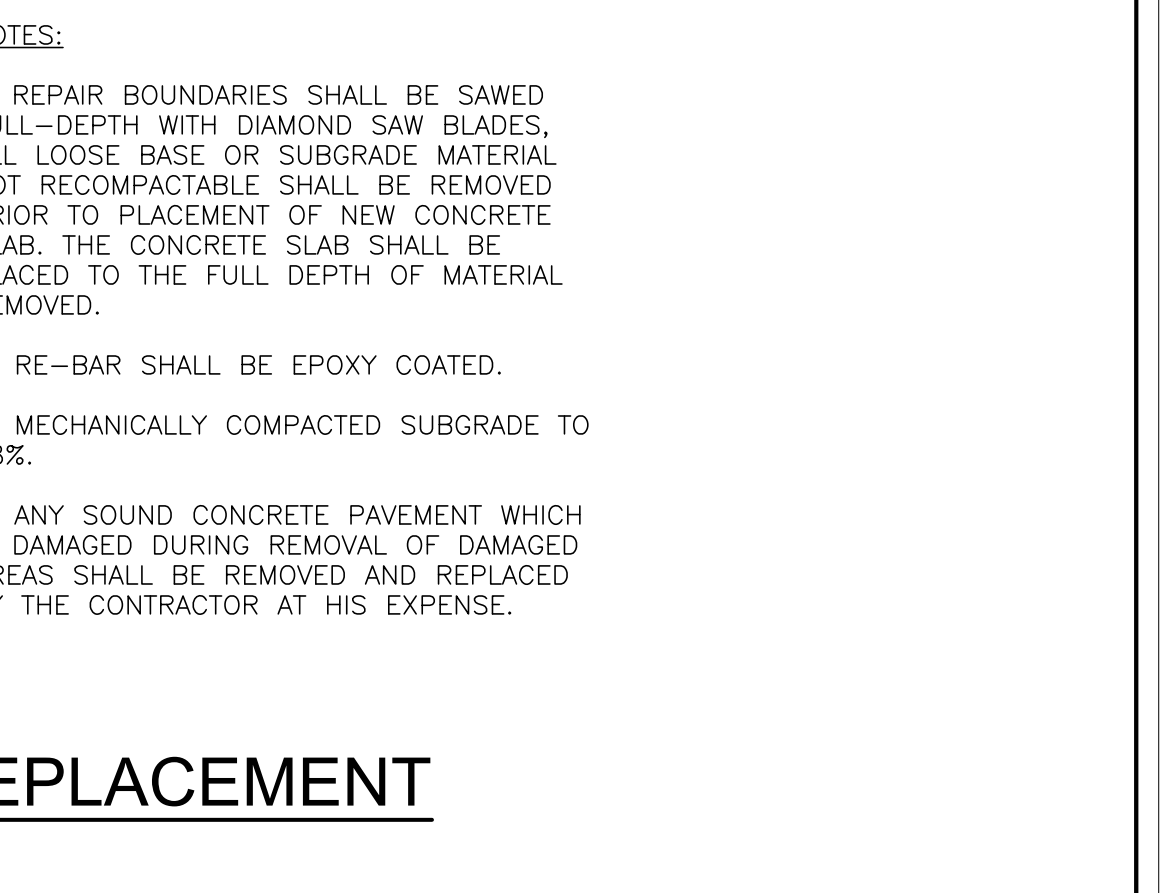 OTES:
REPAIR BOUNDARIES SHALL BE SAWED
ULL-DEPTH WITH DIAMOND SAW BLADES,
LL LOOSE BASE OR SUBGRADE MATERIAL
OT RECOMPACTABLE SHALL BE REMOVED
RIOR TO PLACEMENT OF NEW CONCRETE
LAB. THE CONCRETE SLAB SHALL BE
LACED TO THE FULL DEPTH OF MATERIAL
EMOVED.
RE-BAR SHALL BE EPOXY COATED.
MECHANICALLY COMPACTED SUBGRADE TO
%.
ANY SOUND CONCRETE PAVEMENT WHICH
DAMAGED DURING REMOVAL OF DAMAGED
REAS SHALL BE REMOVED AND REPLACED
Y THE CONTRACTOR AT HIS EXPENSE.
EPLACEMENT